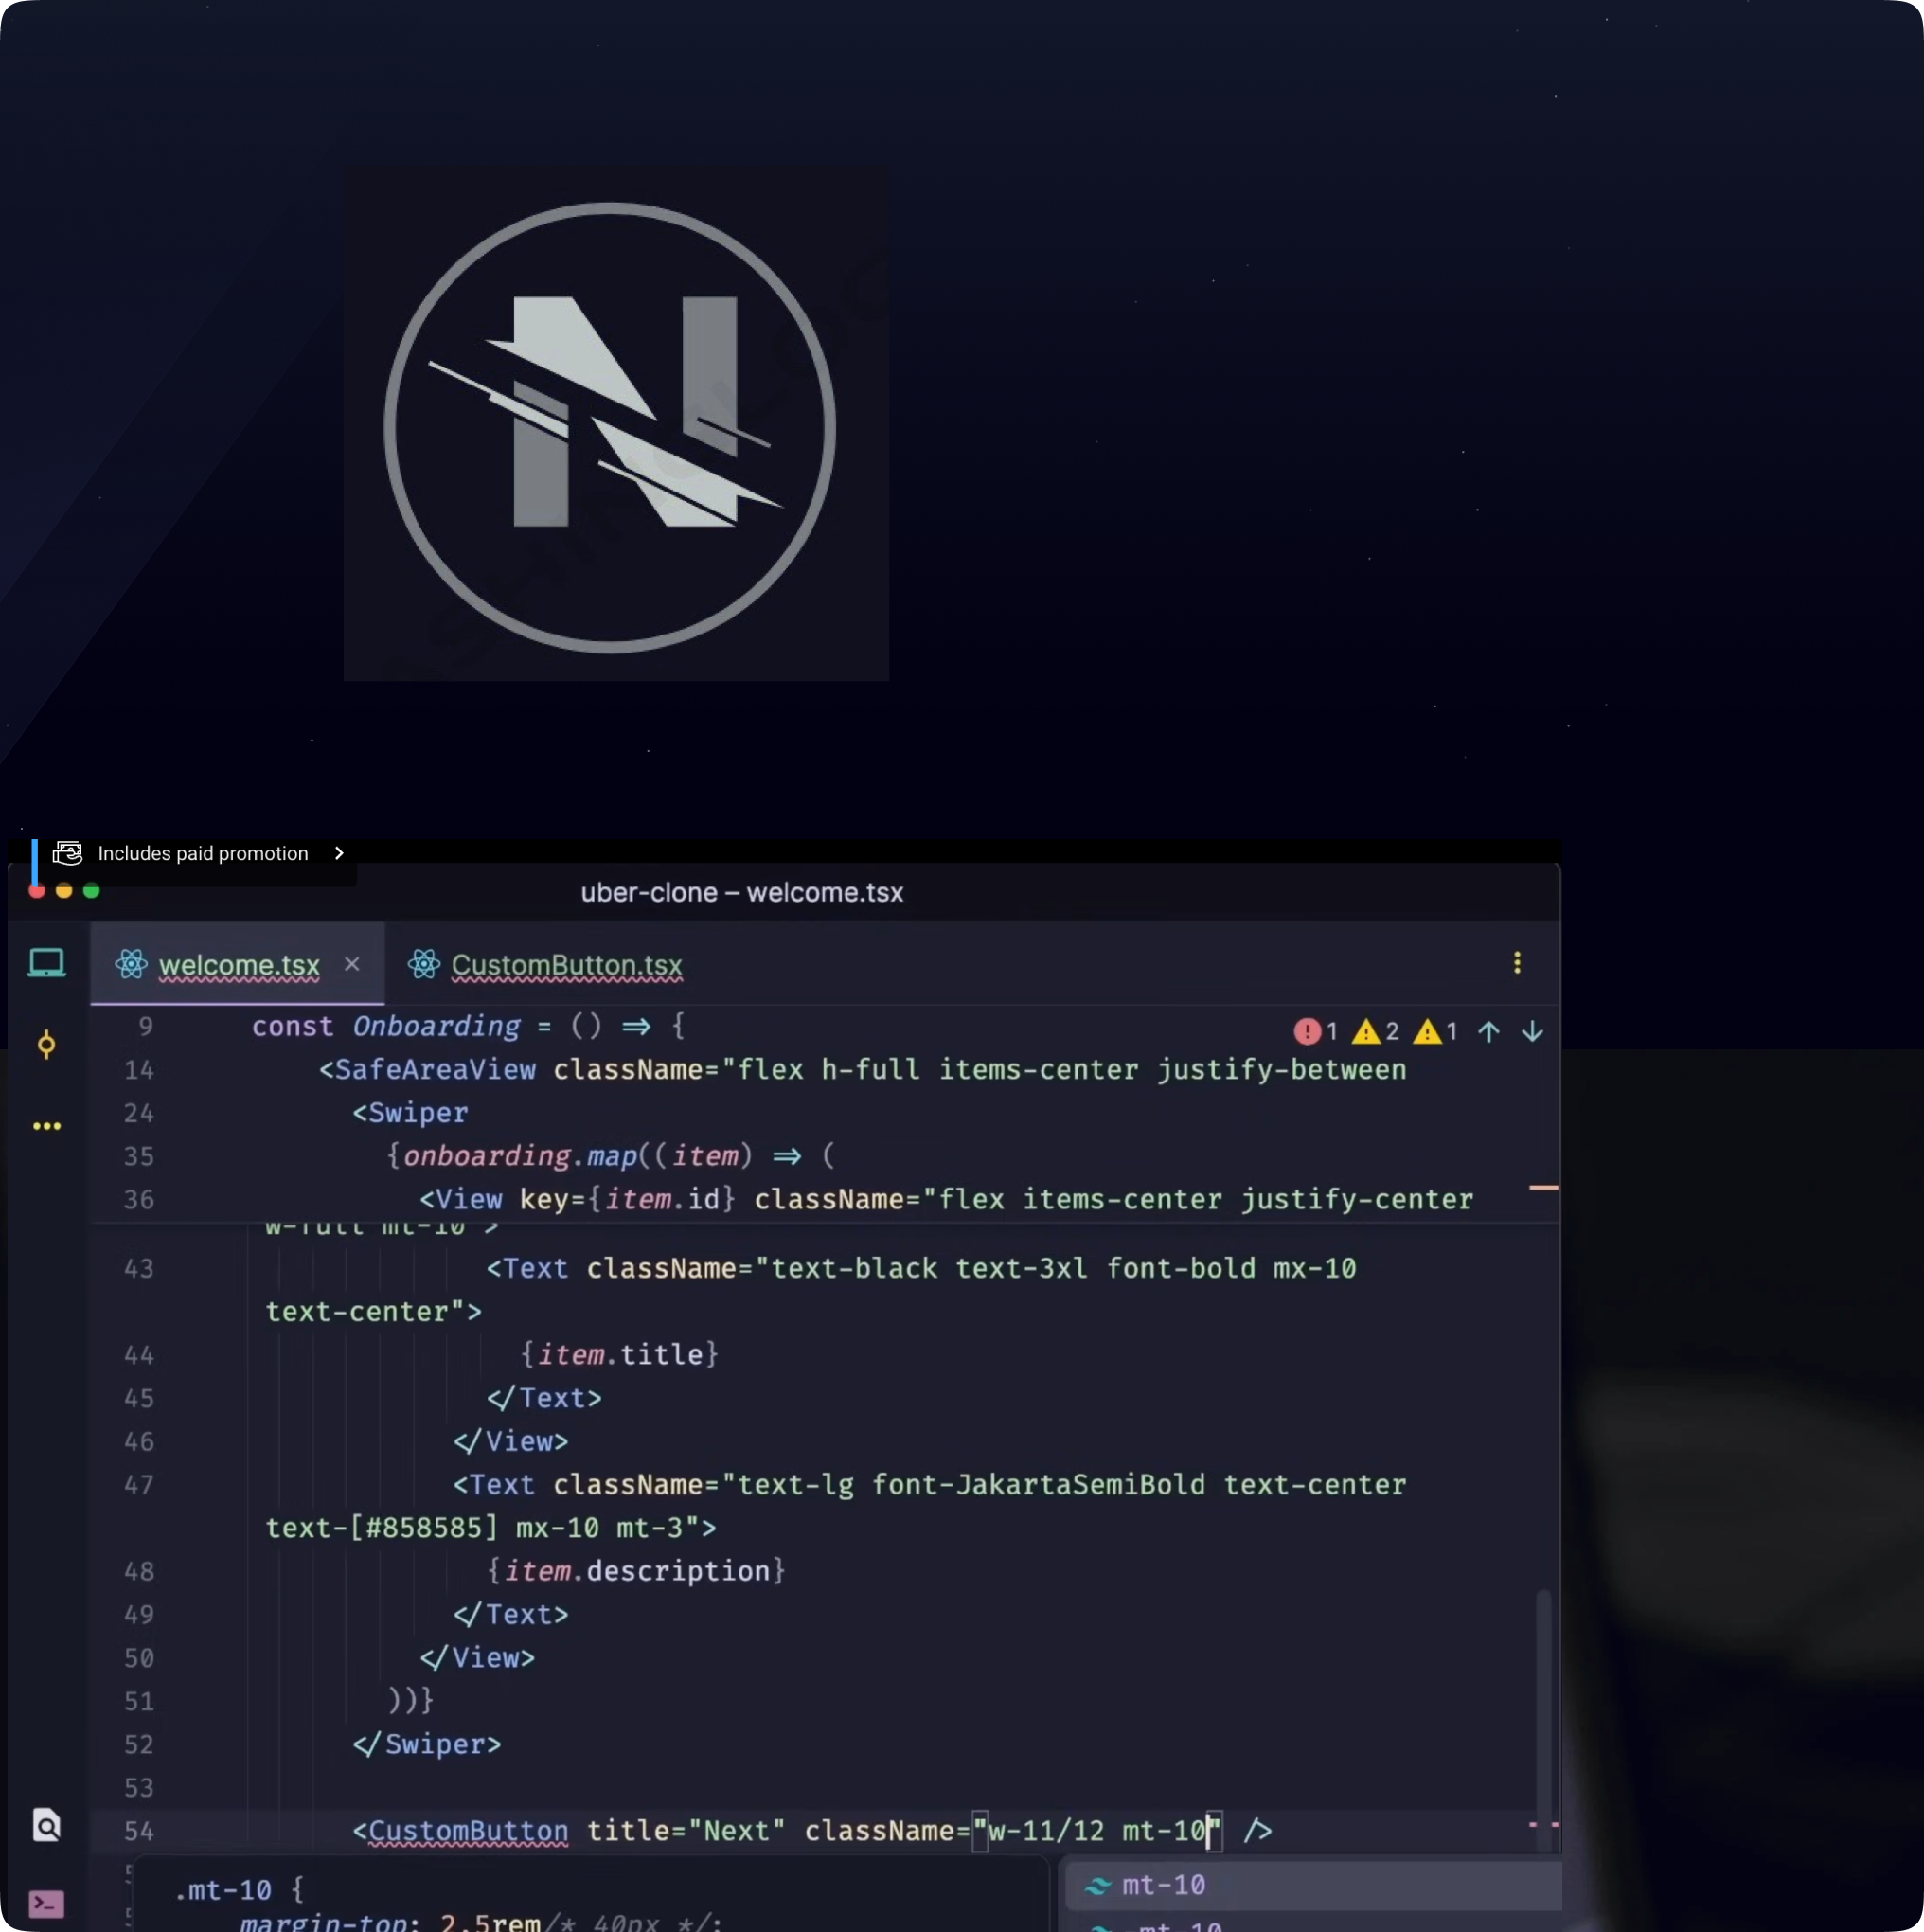 N
Includes paid promotion
uber-clone – welcome.tsx
welcome.tsx ×
CustomButton.tsx
9 const Onboarding = () => {
1 2 1
14 <SafeAreaView className="flex h-full items-center justify-between
24 <Swiper
35 {onboarding.map((item) => (
36 <View key={item.id} className="flex items-center justify-center
w-full mt-10">
43 <Text className="text-black text-3xl font-bold mx-10
text-center">
44 {item.title}
45 </Text>
46 </View>
47 <Text className="text-lg font-JakartaSemiBold text-center
text-[#858585] mx-10 mt-3">
48 {item.description}
49 </Text>
50 </View>
51 ))}
52 </Swiper>
53
54 <CustomButton title="Next" className="w-11/12 mt-10" />
.mt-10 {
margin-top: 2.5rem/* 40px */;
mt-10
-mt-10